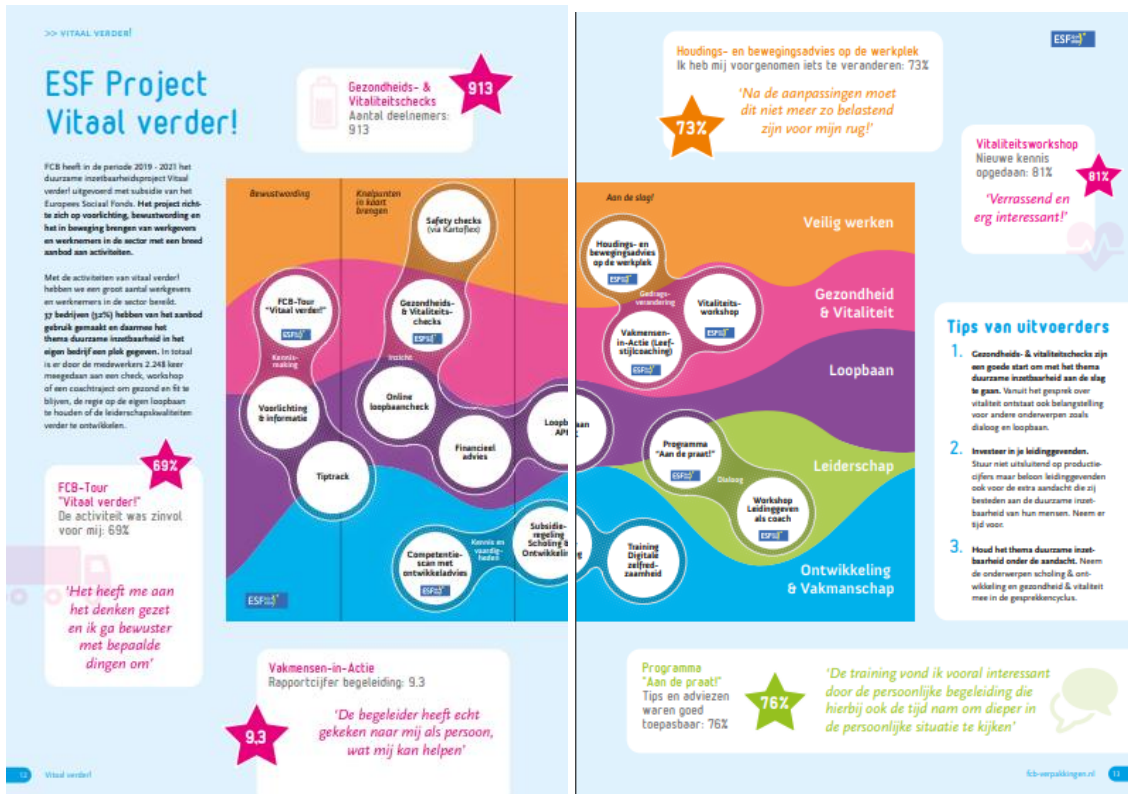 >> VITAAL VERDER!
ESF Project
Vitaal verder!
FCB heeft in de periode 2019 - 2021 het
duurzame inzetbaarheidsproject Vitaal
verder! uitgevoerd met subsidie van het
Europees Sociaal Fonds. Het project richt-
te zich op voorlichting, bewustwording en
het in beweging brengen van werkgevers
en werknemers in de sector met een breed
aanbod aan activiteiten.
Met de activiteiten van vitaal verder!
hebben we een groot aantal werkgevers
en werknemers in de sector bereikt.
37 bedrijven (32%) hebben van het aanbod
gebruik gemaakt en daarmee het
thema duurzame inzetbaarheid in het
eigen bedrijf een plek gegeven. In totaal
is er door de medewerkers 2.248 keer
meegedaan aan een check, workshop
of een coachtraject om gezond en fit te
blijven, de regie op de eigen loopbaan
te houden of de leiderschapskwaliteiten
verder te ontwikkelen.
69%
FCB-Tour
"Vitaal verder!"
De activiteit was zinvol
voor mij: 69%
'Het heeft me aan
het denken gezet
en ik ga bewuster
met bepaalde
dingen om'
Gezondheids- &
Vitaliteitschecks
Aantal deelnemers:
913
913
Bewustwording
Knelpunten
in kaart
brengen
Safety checks
(via Kartoflex)
FCB-Tour
"Vitaal verder!"
ESF
Kennis-
making
Voorlichting
& informatie
Tiptrack
Gezondheids-
& Vitaliteits-
checks
ESF
Inzicht
Online
loopbaancheck
Financieel
advies
Loopbaan
APK
Competentie-
scan met
ontwikkeladvies
ESF
Kennis en
vaardig-
heden
Subsidie-
regeling
Scholing &
Ontwikkeling
ESF
Vakmensen-in-Actie
Rapportcijfer begeleiding: 9.3
9,3
'De begeleider heeft echt
gekeken naar mij als persoon,
wat mij kan helpen'
12
Vitaal verder!
Houdings- en bewegingsadvies op de werkplek
Ik heb mij voorgenomen iets te veranderen: 73%
73%
'Na de aanpassingen moet
dit niet meer zo belastend
zijn voor mijn rug!'
ESF
Vitaliteitsworkshop
Nieuwe kennis
opgedaan: 81%
81%
'Verrassend en
erg interessant!'
Aan de slag!
Houdings- en
bewegingsadvies
op de werkplek
ESF
Gedrags-
verandering
Vitaliteits-
workshop
ESF
Vakmensen-
in-Actie (Leef-
stijlcoaching)
ESF
Programma
"Aan de praat!"
ESF
Dialoog
Workshop
Leidinggeven
als coach
ESF
Training
Digitale
zelfred-
zaamheid
Veilig werken
Gezondheid
& Vitaliteit
Loopbaan
Leiderschap
Ontwikkeling
& Vakmanschap
Tips van uitvoerders
1. Gezondheids- & vitaliteitschecks zijn
een goede start om met het thema
duurzame inzetbaarheid aan de slag
te gaan. Vanuit het gesprek over
vitaliteit ontstaat ook belangstelling
voor andere onderwerpen zoals
dialoog en loopbaan.
2. Investeer in je leidinggevenden.
Stuur niet uitsluitend op productie-
cijfers maar beloon leidinggevenden
ook voor de extra aandacht die zij
besteden aan de duurzame inzet-
baarheid van hun mensen. Neem er
tijd voor.
3. Houd het thema duurzame inzet-
baarheid onder de aandacht. Neem
de onderwerpen scholing & ont-
wikkeling en gezondheid & vitaliteit
mee in de gesprekkencyclus.
Programma
"Aan de praat!"
Tips en adviezen
waren goed
toepasbaar: 76%
76%
'De training vond ik vooral interessant
door de persoonlijke begeleiding die
hierbij ook de tijd nam om dieper in
de persoonlijke situatie te kijken'
fcb-verpakkingen.nl
13